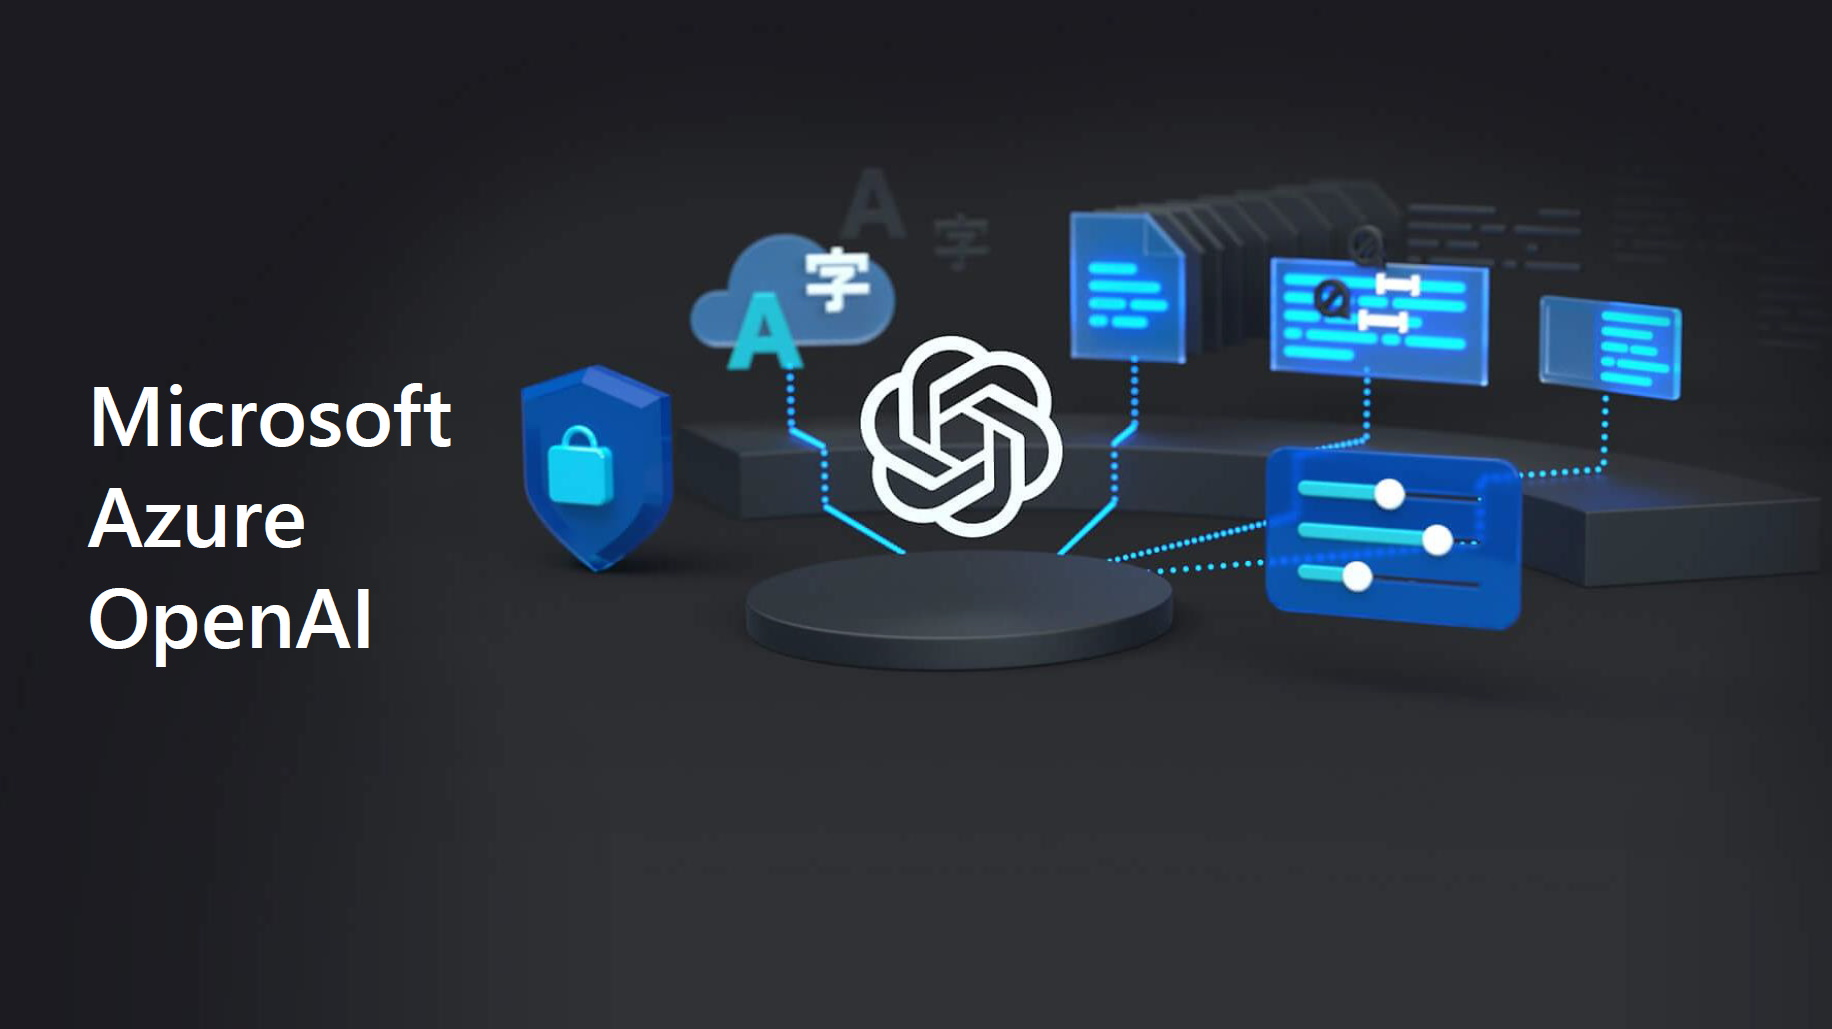 Microsoft
Azure
OpenAI
A 字
字
A